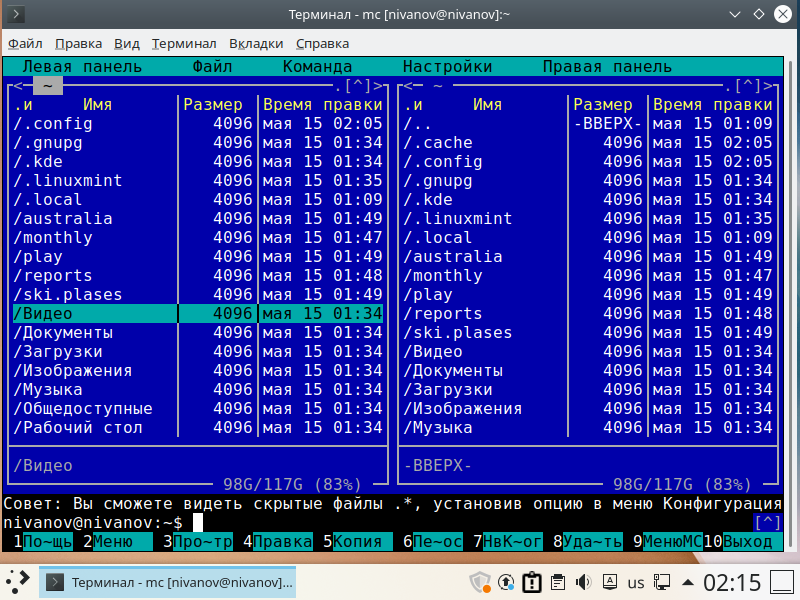 Терминал - mc [nivanov@nivanov]:~
Файл Правка Вид Терминал Вкладки Справка
Левая панель Файл Команда Настройки Правая панель
<- ~ .[^]> <- ~ .[^]>
.и Имя Размер Время правки .и Имя Размер Время правки
/.config 4096 мая 15 02:05 /.. -ВВЕРХ- мая 15 01:09
/.gnupg 4096 мая 15 01:34 /.cache 4096 мая 15 02:05
/.kde 4096 мая 15 01:34 /.config 4096 мая 15 02:05
/.linuxmint 4096 мая 15 01:35 /.gnupg 4096 мая 15 01:34
/.local 4096 мая 15 01:09 /.kde 4096 мая 15 01:34
/australia 4096 мая 15 01:49 /.linuxmint 4096 мая 15 01:35
/monthly 4096 мая 15 01:47 /.local 4096 мая 15 01:09
/play 4096 мая 15 01:49 /australia 4096 мая 15 01:49
/reports 4096 мая 15 01:48 /monthly 4096 мая 15 01:47
/ski.plases 4096 мая 15 01:49 /play 4096 мая 15 01:49
/Видео 4096 мая 15 01:34 /reports 4096 мая 15 01:48
/Документы 4096 мая 15 01:34 /ski.plases 4096 мая 15 01:49
/Загрузки 4096 мая 15 01:34 /Видео 4096 мая 15 01:34
/Изображения 4096 мая 15 01:34 /Документы 4096 мая 15 01:34
/Музыка 4096 мая 15 01:34 /Загрузки 4096 мая 15 01:34
/Общедоступные 4096 мая 15 01:34 /Изображения 4096 мая 15 01:34
/Рабочий стол 4096 мая 15 01:34 /Музыка 4096 мая 15 01:34
/Видео -ВВЕРХ-
98G/117G (83%) 98G/117G (83%)
Совет: Вы сможете видеть скрытые файлы .*, установив опцию в меню Конфигурация
nivanov@nivanov:~$ [^]
1По~щь 2Меню 3Про~тр 4Правка 5Копия 6Пе~ос 7НвК~ог 8Уда~ть 9МенюMC 10Выход
Терминал - mc [nivanov@nivanov]... us 02:15